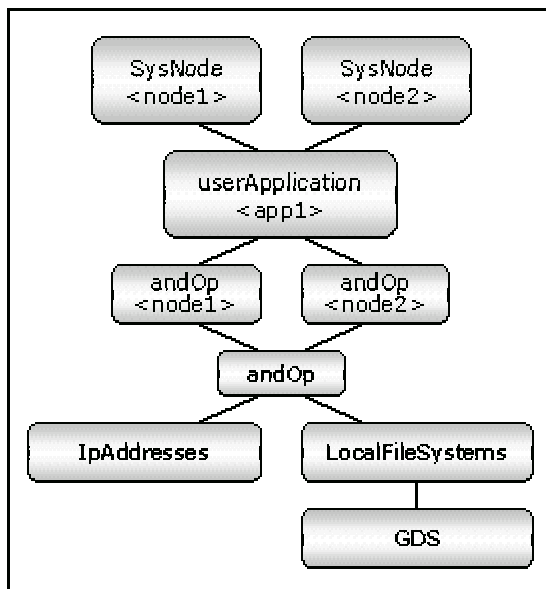 SysNode
<node1>
SysNode
<node2>
userApplication
<app1>
andOp
<node1>
andOp
<node2>
andOp
IpAddresses
LocalFileSystems
GDS